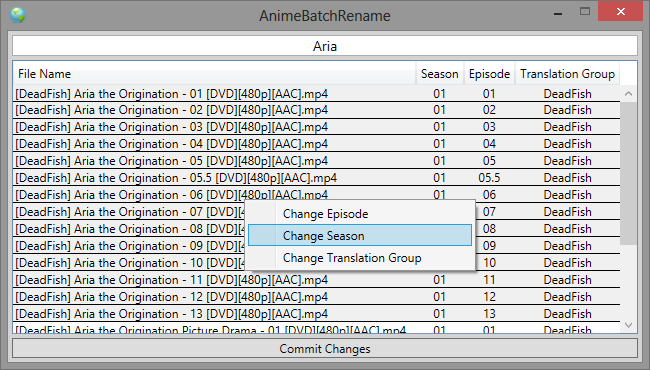 AnimeBatchRename
Aria
File Name Season Episode Translation Group
[DeadFish] Aria the Origination - 01 [DVD][480p][AAC].mp4 01 01 DeadFish
[DeadFish] Aria the Origination - 02 [DVD][480p][AAC].mp4 01 02 DeadFish
[DeadFish] Aria the Origination - 03 [DVD][480p][AAC].mp4 01 03 DeadFish
[DeadFish] Aria the Origination - 04 [DVD][480p][AAC].mp4 01 04 DeadFish
[DeadFish] Aria the Origination - 05 [DVD][480p][AAC].mp4 01 05 DeadFish
[DeadFish] Aria the Origination - 05.5 [DVD][480p][AAC].mp4 01 05.5 DeadFish
[DeadFish] Aria the Origination - 06 [DVD][480p][AAC].mp4 01 06 DeadFish
[DeadFish] Aria the Origination - 07 07 DeadFish
[DeadFish] Aria the Origination - 08 08 DeadFish
[DeadFish] Aria the Origination - 09 09 DeadFish
[DeadFish] Aria the Origination - 10 10 DeadFish
Change Episode
Change Season
Change Translation Group
[DeadFish] Aria the Origination - 11 [DVD][480p][AAC].mp4 01 11 DeadFish
[DeadFish] Aria the Origination - 12 [DVD][480p][AAC].mp4 01 12 DeadFish
[DeadFish] Aria the Origination - 13 [DVD][480p][AAC].mp4 01 13 DeadFish
[DeadFish] Aria the Origination Picture Drama - 01 [DVD][480p][AAC].mp4 01 01 DeadFish
Commit Changes